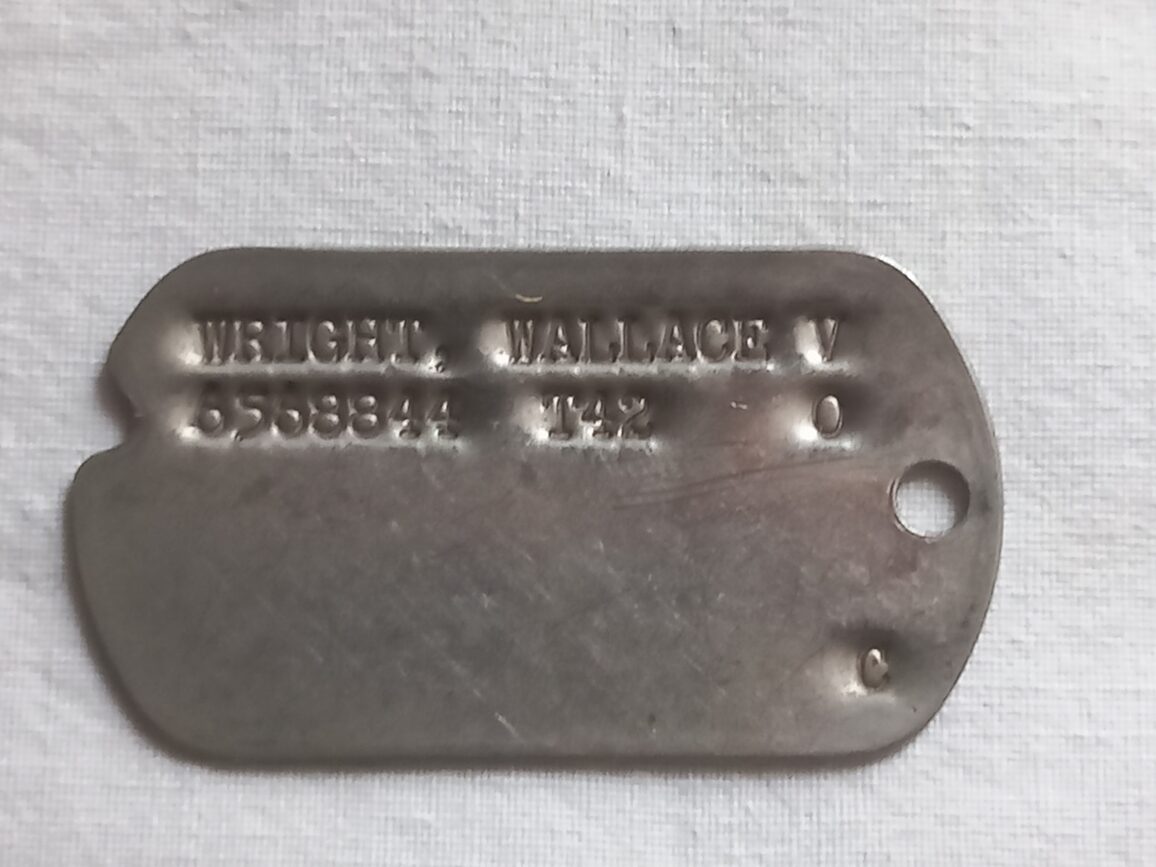 WRIGHT, WALLACE V
6568844 T42 O
C